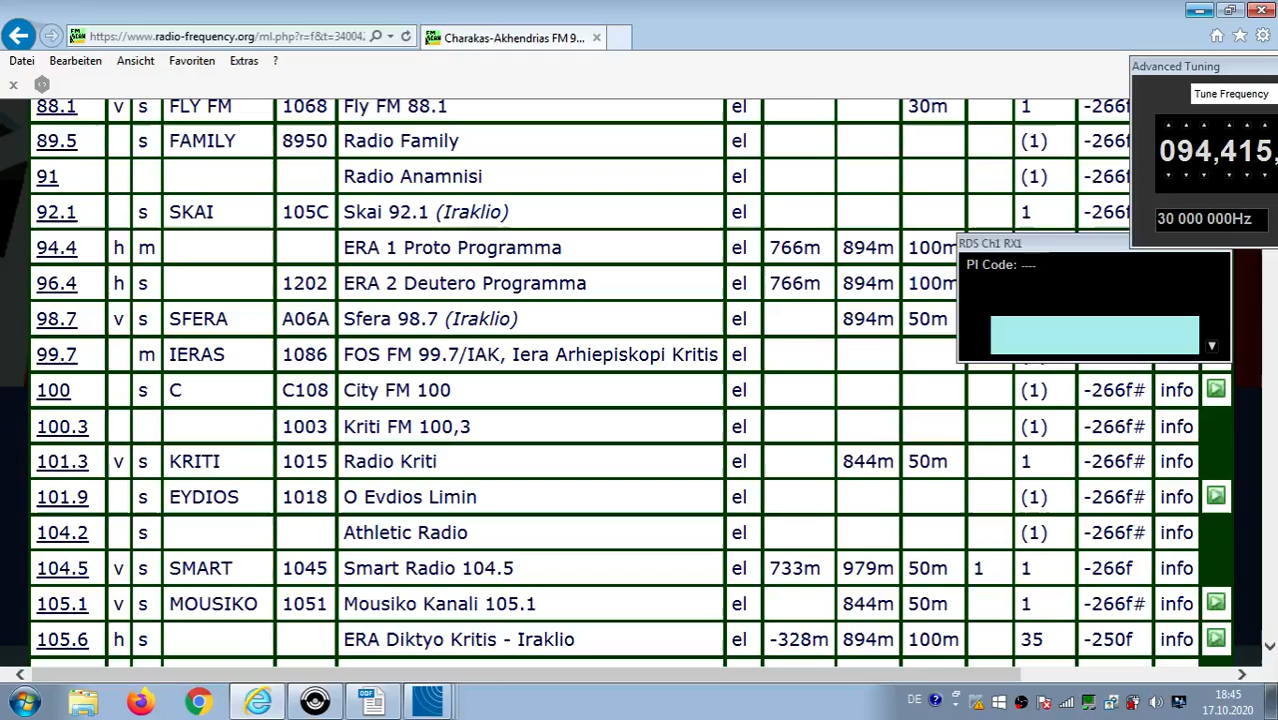 https://www.radio-frequency.org/ml.php?r=f&t=34004
Charakas-Akhendrias FM 9...
Datei Bearbeiten Ansicht Favoriten Extras ?
Advanced Tuning
Tune Frequency
094,415,
30 000 000Hz
88.1 v s FLY FM 1068 Fly FM 88.1 el 30m 1 -266f
89.5 s FAMILY 8950 Radio Family el (1) -266f
91 Radio Anamnisi el (1) -266f
92.1 s SKAI 105C Skai 92.1 (Iraklio) el 1 -266f
94.4 h m ERA 1 Proto Programma el 766m 894m 100m
RDS Ch1 RX1
PI Code: ----
96.4 h s 1202 ERA 2 Deutero Programma el 766m 894m 100m
98.7 v s SFERA A06A Sfera 98.7 (Iraklio) el 894m 50m
99.7 m IERAS 1086 FOS FM 99.7/IAK, Iera Arhiepiskopi Kritis el
100 s C C108 City FM 100 el (1) -266f# info
100.3 1003 Kriti FM 100,3 el (1) -266f# info
101.3 v s KRITI 1015 Radio Kriti el 844m 50m 1 -266f# info
101.9 s EYDIOS 1018 O Evdios Limin el (1) -266f# info
104.2 Athletic Radio el (1) -266f# info
104.5 v s SMART 1045 Smart Radio 104.5 el 733m 979m 50m 1 1 -266f info
105.1 v s MOUSIKO 1051 Mousiko Kanali 105.1 el 844m 50m 1 -266f# info
105.6 h s ERA Diktyo Kritis - Iraklio el -328m 894m 100m 35 -250f info
DE
18:45
17.10.2020